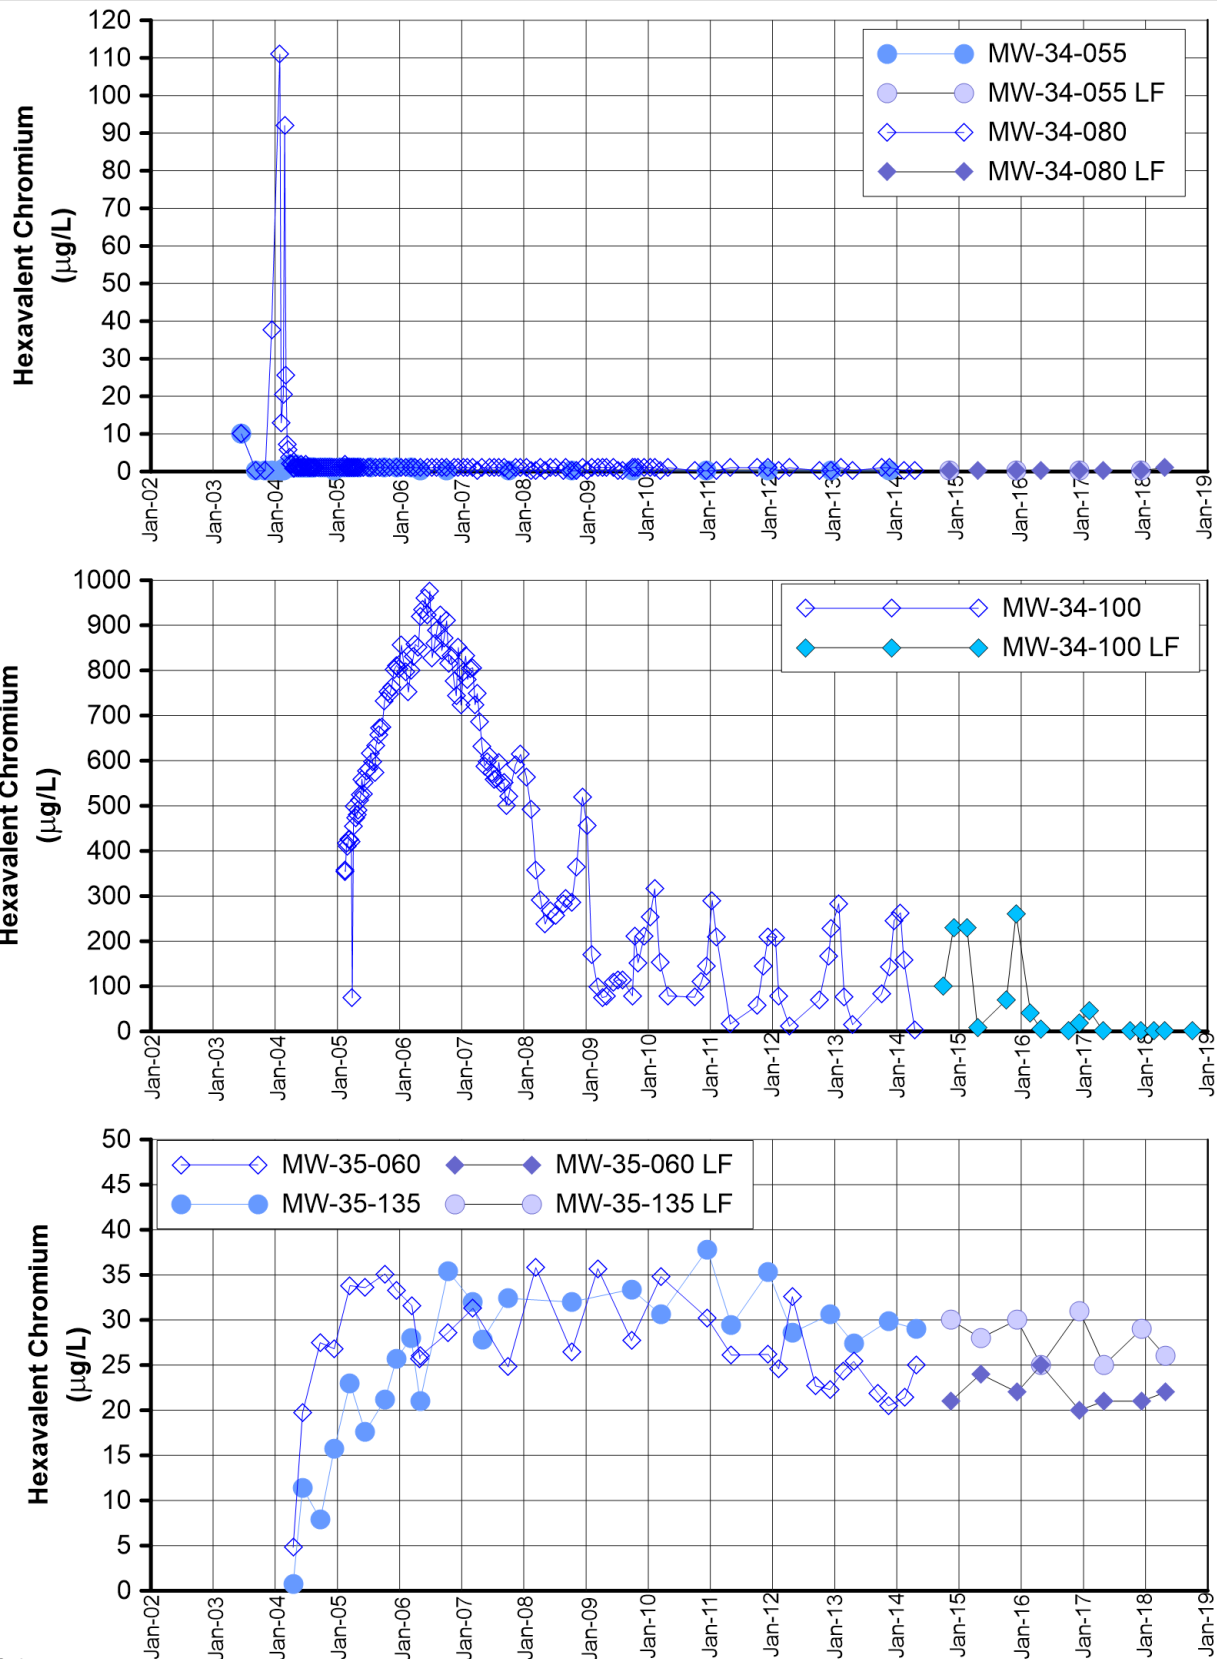 120
110
100
90
80
70
60
50
40
30
20
10
0
Hexavalent Chromium
(µg/L)
MW-34-055
MW-34-055 LF
MW-34-080
MW-34-080 LF
Jan-02 Jan-03 Jan-04 Jan-05 Jan-06 Jan-07 Jan-08 Jan-09 Jan-10 Jan-11 Jan-12 Jan-13 Jan-14 Jan-15 Jan-16 Jan-17 Jan-18 Jan-19
1000
900
800
700
600
500
400
300
200
100
0
Hexavalent Chromium
(µg/L)
MW-34-100
MW-34-100 LF
Jan-02 Jan-03 Jan-04 Jan-05 Jan-06 Jan-07 Jan-08 Jan-09 Jan-10 Jan-11 Jan-12 Jan-13 Jan-14 Jan-15 Jan-16 Jan-17 Jan-18 Jan-19
50
45
40
35
30
25
20
15
10
5
0
Hexavalent Chromium
(µg/L)
MW-35-060 MW-35-060 LF
MW-35-135 MW-35-135 LF
Jan-02 Jan-03 Jan-04 Jan-05 Jan-06 Jan-07 Jan-08 Jan-09 Jan-10 Jan-11 Jan-12 Jan-13 Jan-14 Jan-15 Jan-16 Jan-17 Jan-18 Jan-19